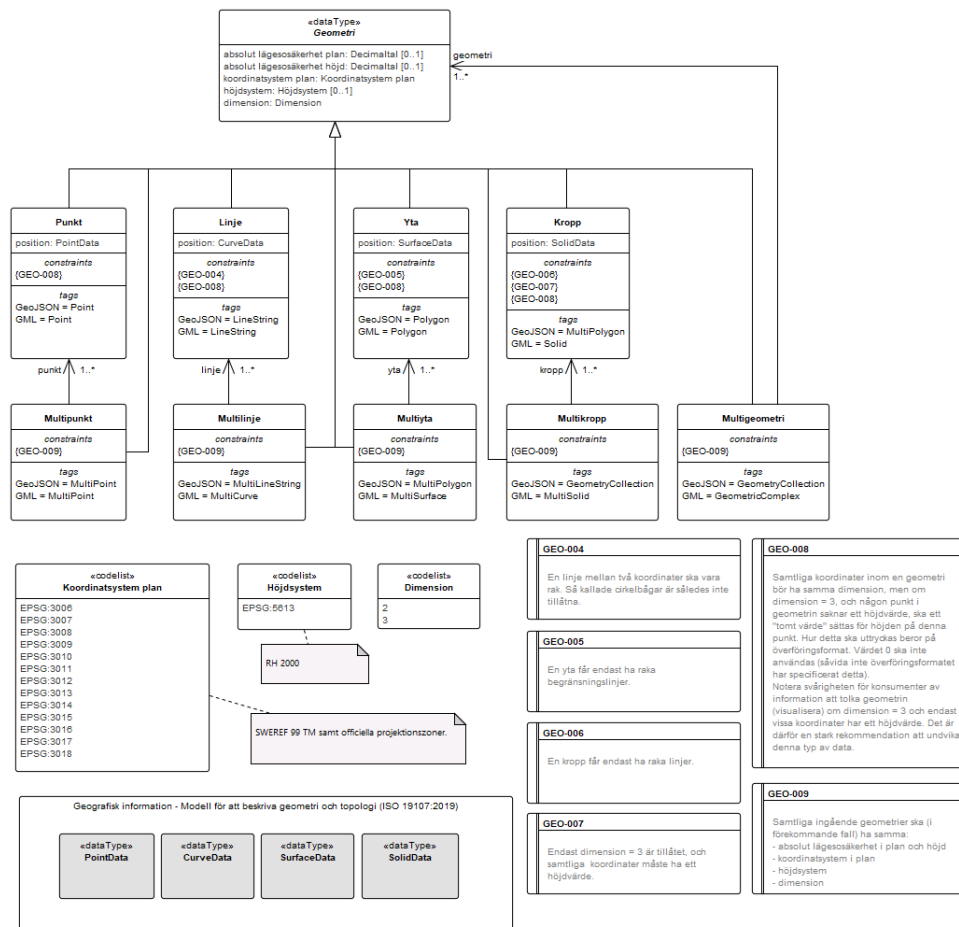 «dataType»
Geometri
absolut lägesosäkerhet plan: Decimaltal [0..1]
absolut lägesosäkerhet höjd: Decimaltal [0..1]
koordinatsystem plan: Koordinatsystem plan
höjdsystem: Höjdsystem [0..1]
dimension: Dimension
geometri
1..*
Punkt
position: PointData
constraints
{GEO-008}
tags
GeoJSON = Point
GML = Point
Linje
position: CurveData
constraints
{GEO-004}
{GEO-008}
tags
GeoJSON = LineString
GML = LineString
Yta
position: SurfaceData
constraints
{GEO-005}
{GEO-008}
tags
GeoJSON = Polygon
GML = Polygon
Kropp
position: SolidData
constraints
{GEO-006}
{GEO-007}
{GEO-008}
tags
GeoJSON = MultiPolygon
GML = Solid
punkt 1..*
linje 1..*
yta 1..*
kropp 1..*
Multipunkt
constraints
{GEO-009}
tags
GeoJSON = MultiPoint
GML = MultiPoint
Multilinje
constraints
{GEO-009}
tags
GeoJSON = MultiLineString
GML = MultiCurve
Multiyta
constraints
{GEO-009}
tags
GeoJSON = MultiPolygon
GML = MultiSurface
Multikropp
constraints
{GEO-009}
tags
GeoJSON = GeometryCollection
GML = MultiSolid
Multigeometri
constraints
{GEO-009}
tags
GeoJSON = GeometryCollection
GML = GeometricComplex
«codelist»
Koordinatsystem plan
EPSG:3006
EPSG:3007
EPSG:3008
EPSG:3009
EPSG:3010
EPSG:3011
EPSG:3012
EPSG:3013
EPSG:3014
EPSG:3015
EPSG:3016
EPSG:3017
EPSG:3018
«codelist»
Höjdsystem
EPSG:5613
«codelist»
Dimension
2
3
RH 2000
SWEREF 99 TM samt officiella projektionszoner.
GEO-004
En linje mellan två koordinater ska vara
rak. Så kallade cirkelbågar är således inte
tillåtna.
GEO-005
En yta får endast ha raka
begränsningslinjer.
GEO-006
En kropp får endast ha raka linjer.
GEO-007
Endast dimension = 3 är tillåtet, och
samtliga koordinater måste ha ett
höjdvärde.
GEO-008
Samtliga koordinater inom en geometri
bör ha samma dimension, men om
dimension = 3, och någon punkt i
geometrin saknar ett höjdvärde, ska ett
"tomt värde" sättas för höjden på denna
punkt. Hur detta ska uttryckas beror på
överföringsformat. Värdet 0 ska inte
användas (såvida inte överföringsformatet
har specificerat detta).
Notera svårigheten för konsumenter av
information att tolka geometrin
(visualisera) om dimension = 3 och endast
vissa koordinater har ett höjdvärde. Det är
därför en stark rekommendation att undvika
denna typ av data.
GEO-009
Samtliga ingående geometrier ska (i
förekommande fall) ha samma:
- absolut lägesosäkerhet i plan och höjd
- koordinatsystem i plan
- höjdsystem
- dimension
Geografisk information - Modell för att beskriva geometri och topologi (ISO 19107:2019)
«dataType»
PointData
«dataType»
CurveData
«dataType»
SurfaceData
«dataType»
SolidData